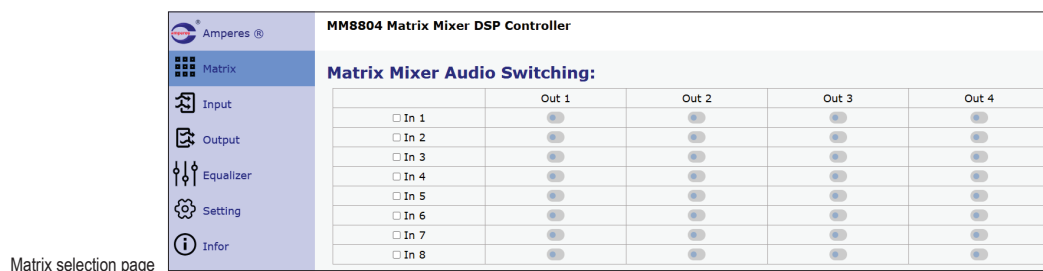 Amperes ®
MM8804 Matrix Mixer DSP Controller
Matrix
Input
Output
Equalizer
Setting
Infor
Matrix Mixer Audio Switching:
Out 1 Out 2 Out 3 Out 4
In 1
In 2
In 3
In 4
In 5
In 6
In 7
In 8
Matrix selection page